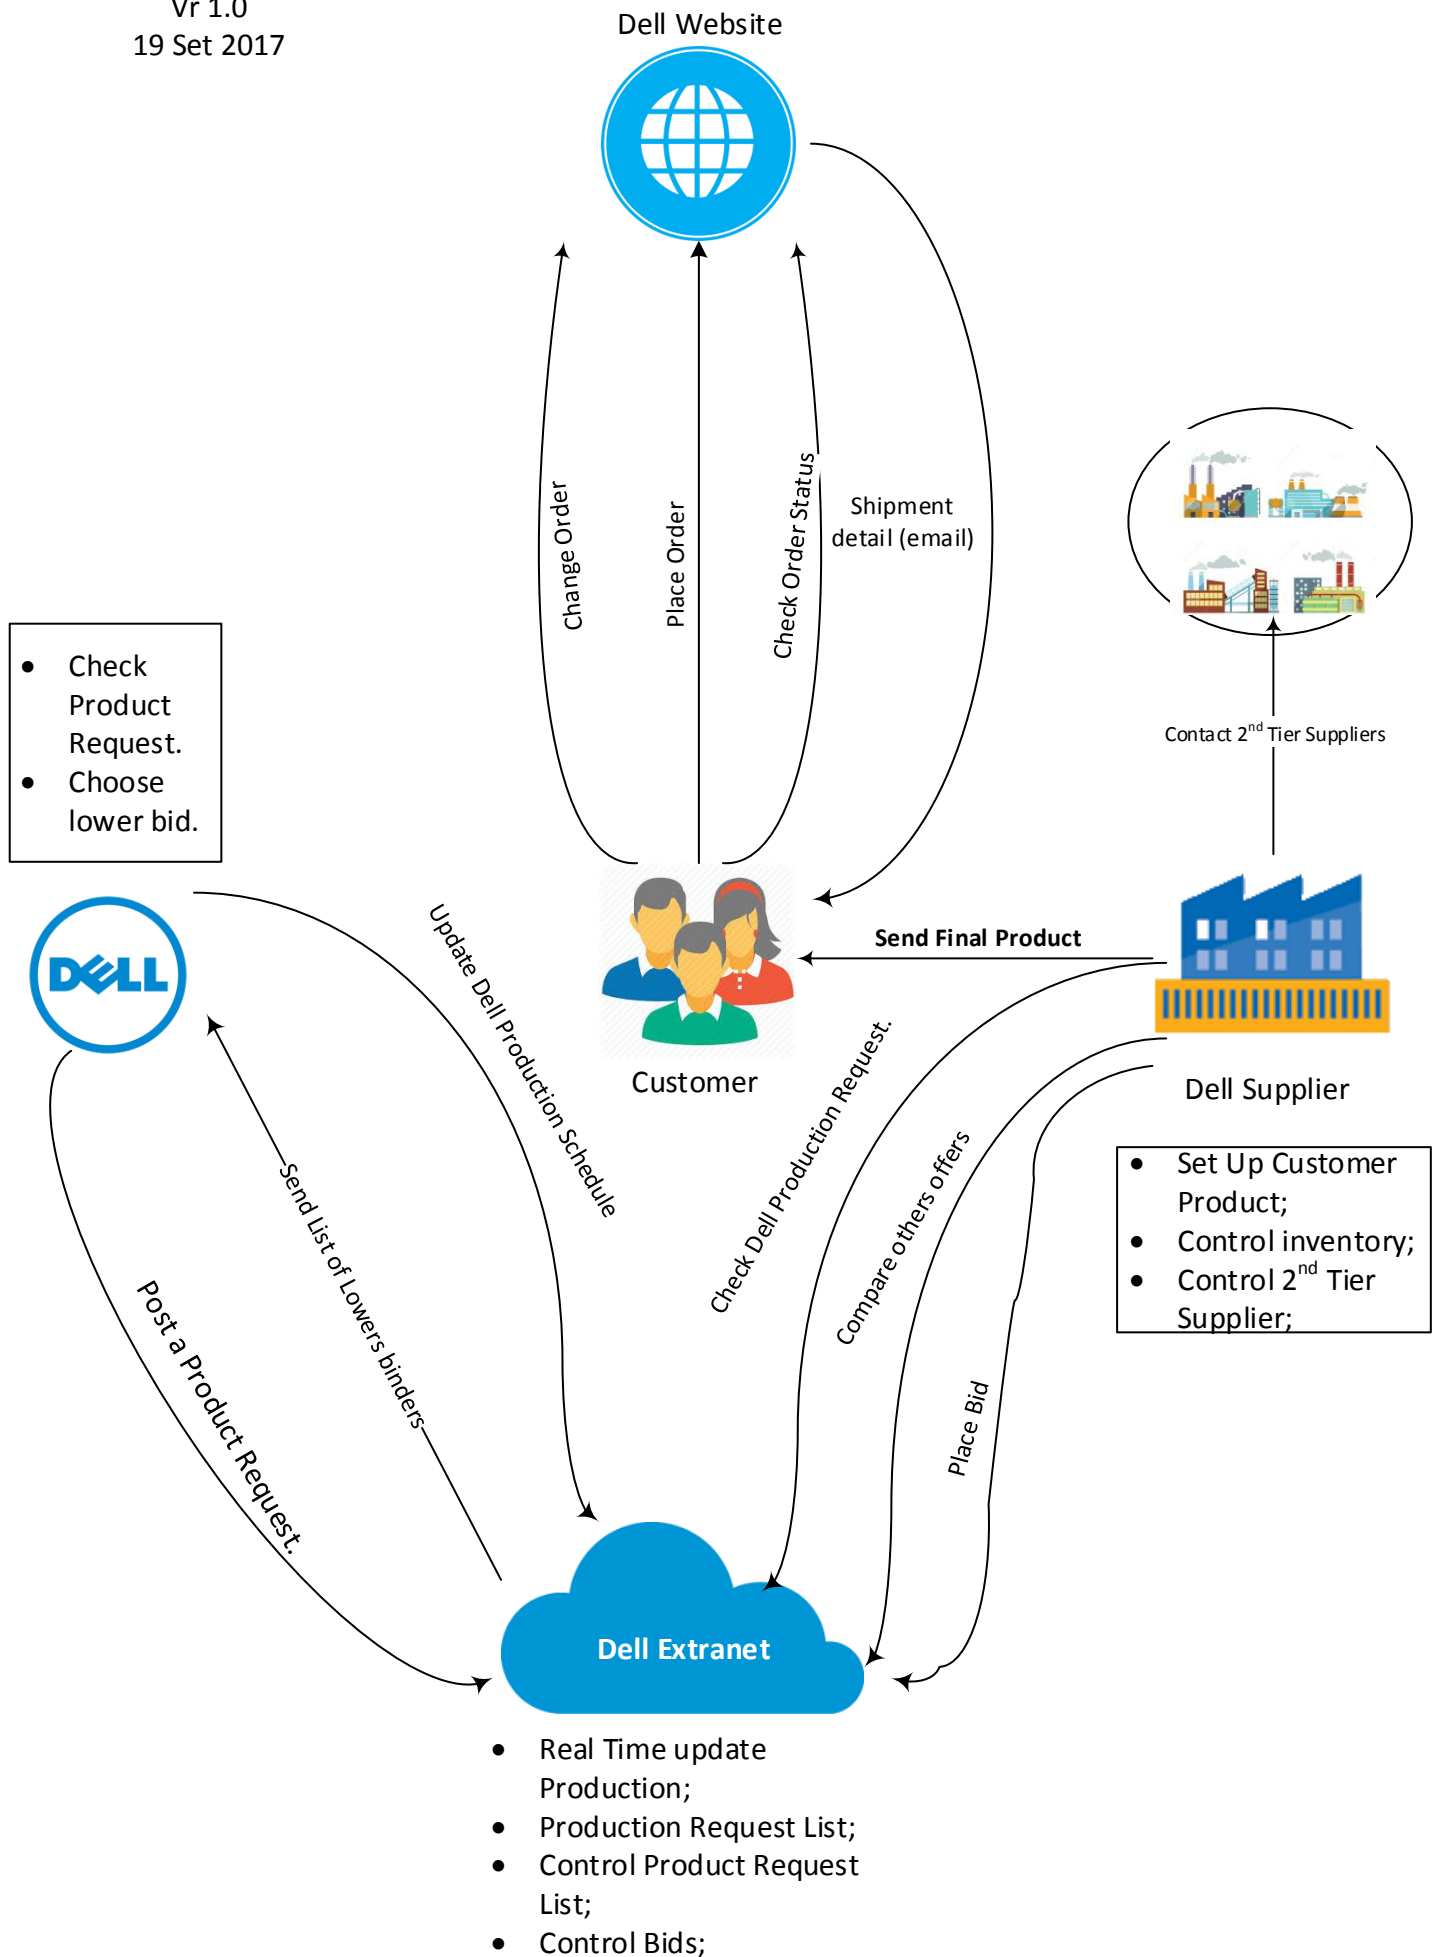 Vr 1.0
19 Set 2017
Dell Website
Change Order
Place Order
Check Order Status
Shipment
detail (email)
Contact 2nd Tier Suppliers
• Check
Product
Request.
• Choose
lower bid.
DELL
Update Dell Production Schedule
Send Final Product
Customer
Dell Supplier
• Set Up Customer
Product;
• Control inventory;
• Control 2nd Tier
Supplier;
Check Dell Production Request.
Compare others offers
Place Bid
Send List of Lowers binders
Post a Product Request.
Dell Extranet
• Real Time update
Production;
• Production Request List;
• Control Product Request
List;
• Control Bids;